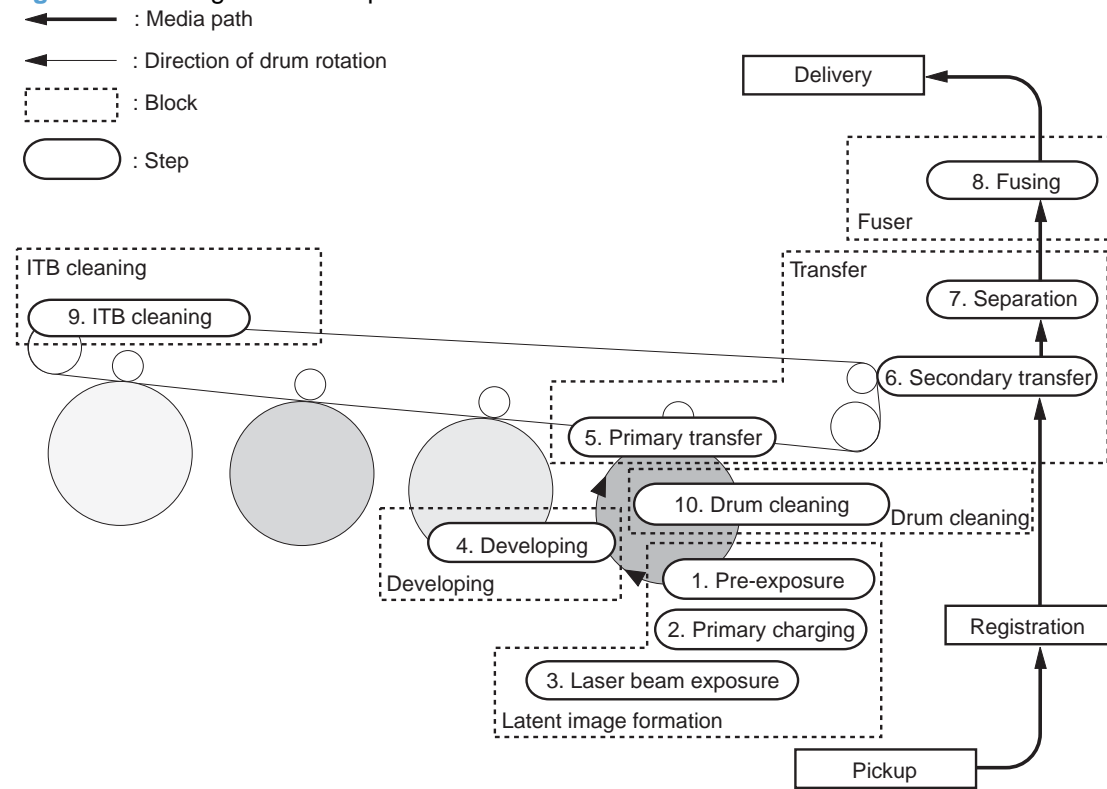 : Media path
: Direction of drum rotation
: Block
: Step
Delivery
8. Fusing
Fuser
ITB cleaning
Transfer
9. ITB cleaning
7. Separation
6. Secondary transfer
5. Primary transfer
10. Drum cleaning
Drum cleaning
4. Developing
Developing
1. Pre-exposure
2. Primary charging
Registration
3. Laser beam exposure
Latent image formation
Pickup